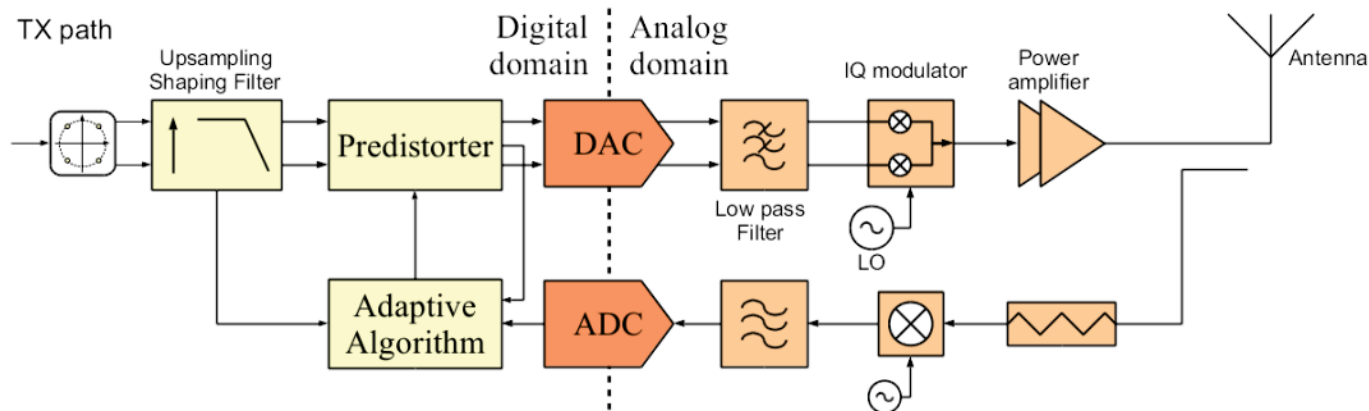 TX path
Digital
domain
Analog
domain
Upsampling
Shaping Filter
IQ modulator
Power
amplifier
Antenna
Predistorter
DAC
Low pass
Filter
LO
Adaptive
Algorithm
ADC